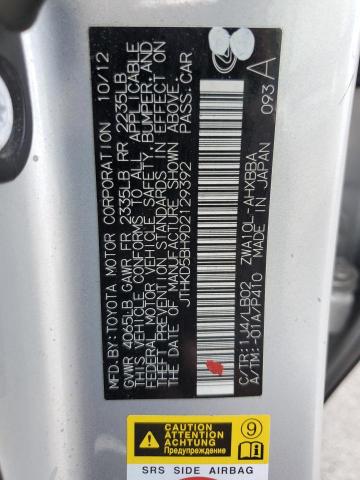 MFD.BY: TOYOTA MOTOR CORPORATION 10/12
GVWR 4065LB GAWR FR 2335LB RR 2235LB
THIS VEHICLE CONFORMS TO ALL APPLICABLE
FEDERAL MOTOR VEHICLE SAFETY, BUMPER, AND
THEFT PREVENTION STANDARDS IN EFFECT ON
THE DATE OF MANUFACTURE SHOWN ABOVE.
JTHKD5BH9D2129392 PASS.CAR
C/TR: 1J4/LB02 ZWA10L-AHXBBA
A/TM: -01A/P410 MADE IN JAPAN
093 A
CAUTION
ATTENTION
ACHTUNG
Предупреждение
9
SRS SIDE AIRBAG